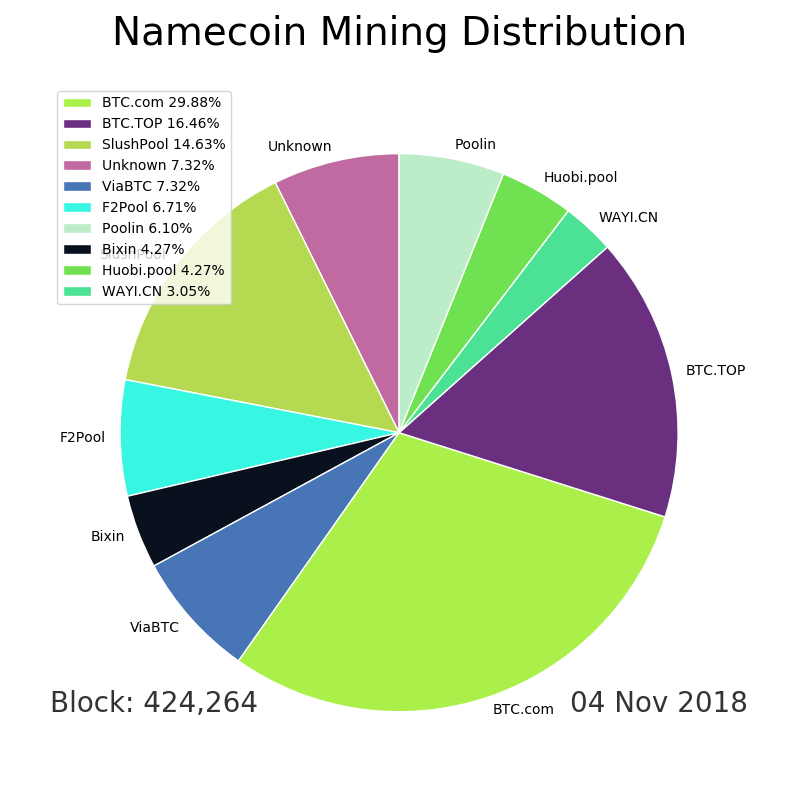 Namecoin Mining Distribution
BTC.com 29.88%
BTC.TOP 16.46%
SlushPool 14.63%
Unknown 7.32%
ViaBTC 7.32%
F2Pool 6.71%
Poolin 6.10%
Bixin 4.27%
Huobi.pool 4.27%
WAYI.CN 3.05%
Unknown
Poolin
Huobi.pool
WAYI.CN
SlushPool
BTC.TOP
F2Pool
Bixin
ViaBTC
BTC.com
Block: 424,264
04 Nov 2018